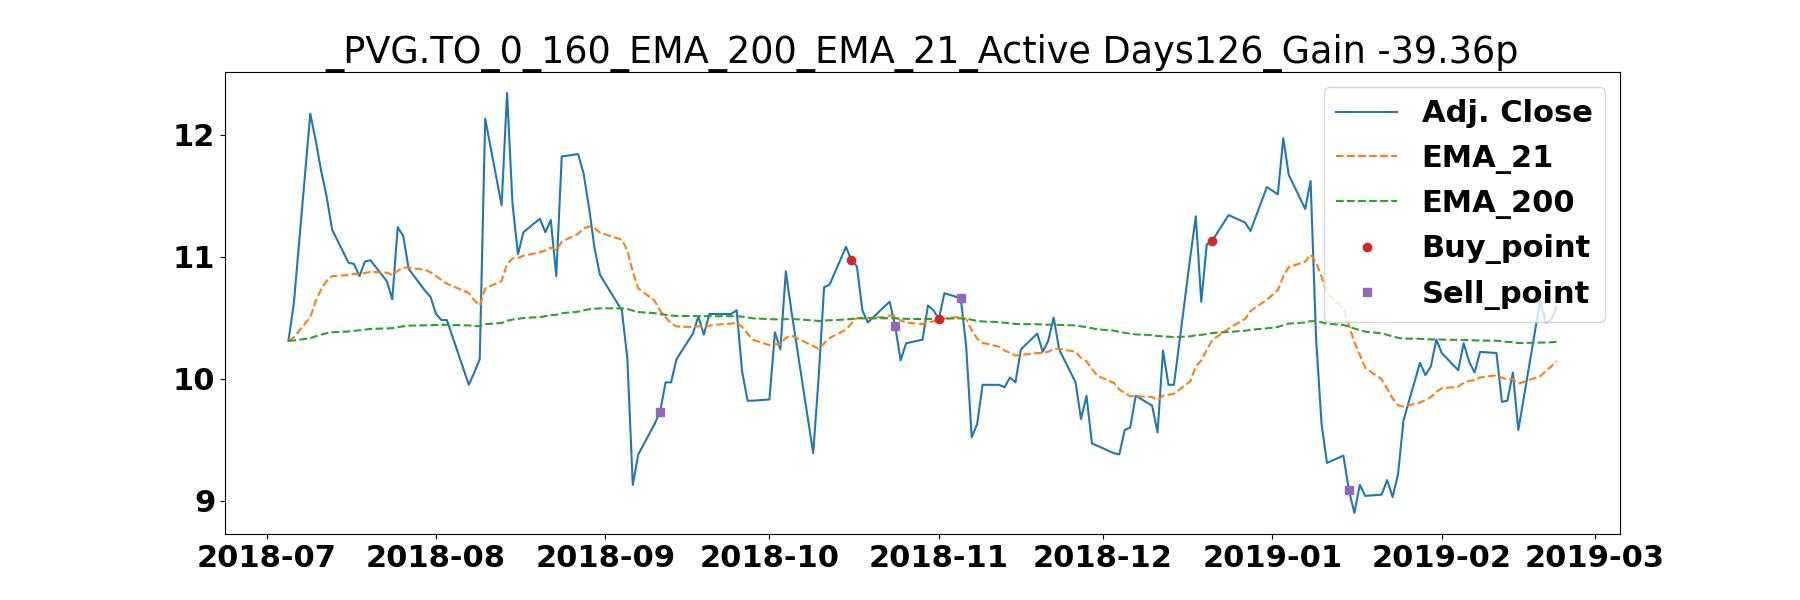 _PVG.TO_0_160_EMA_200_EMA_21_Active Days126_Gain -39.36p
12
11
10
9
Adj. Close
EMA_21
EMA_200
Buy_point
Sell_point
2018-07 2018-08 2018-09 2018-10 2018-11 2018-12 2019-01 2019-02 2019-03